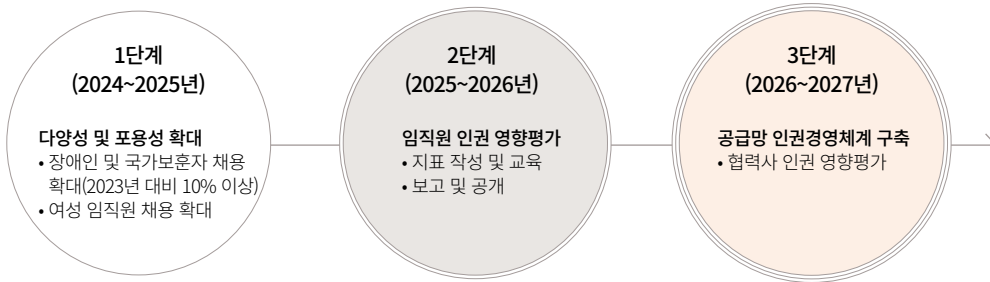 1단계
(2024~2025년)
다양성 및 포용성 확대
• 장애인 및 국가보훈자 채용
확대(2023년 대비 10% 이상)
• 여성 임직원 채용 확대
2단계
(2025~2026년)
임직원 인권 영향평가
• 지표 작성 및 교육
• 보고 및 공개
3단계
(2026~2027년)
공급망 인권경영체계 구축
• 협력사 인권 영향평가